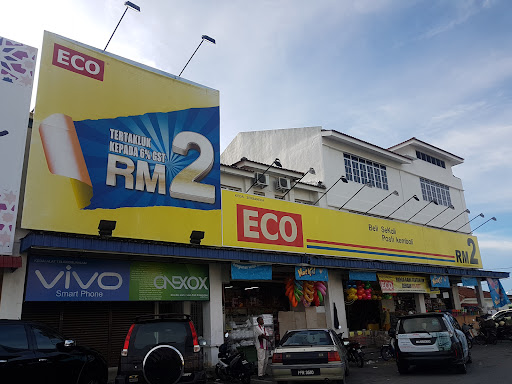 ECO
TERTAKLUK
KEPADA 6% GST
RM2
ECO
Beli Sekali
Pasti kembali
RM2
vivo
Smart Phone
ONEXOX